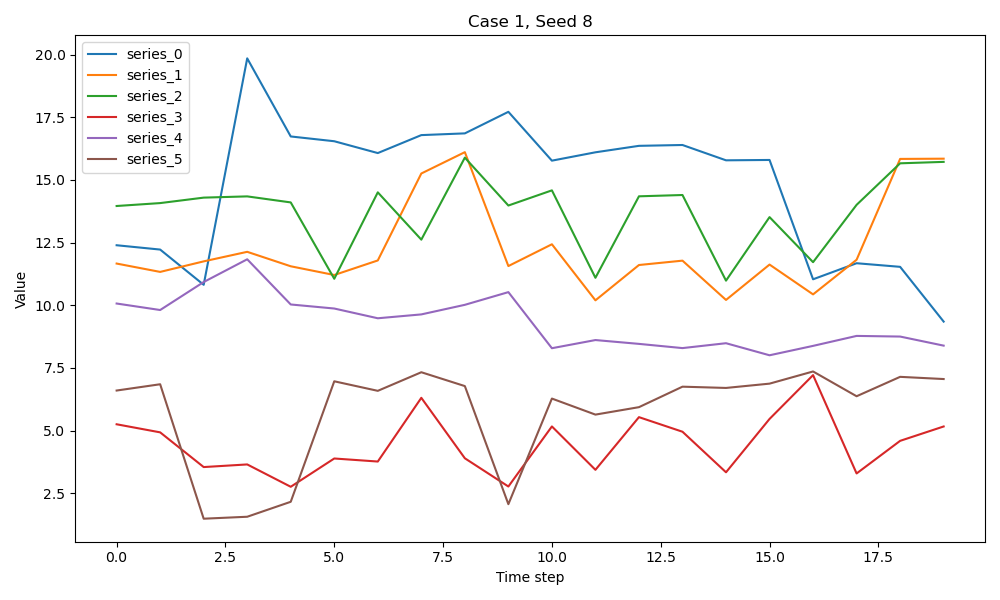 Case 1, Seed 8
series_0
series_1
series_2
series_3
series_4
series_5
20.0
17.5
15.0
12.5
10.0
7.5
5.0
2.5
Value
0.0 2.5 5.0 7.5 10.0 12.5 15.0 17.5
Time step